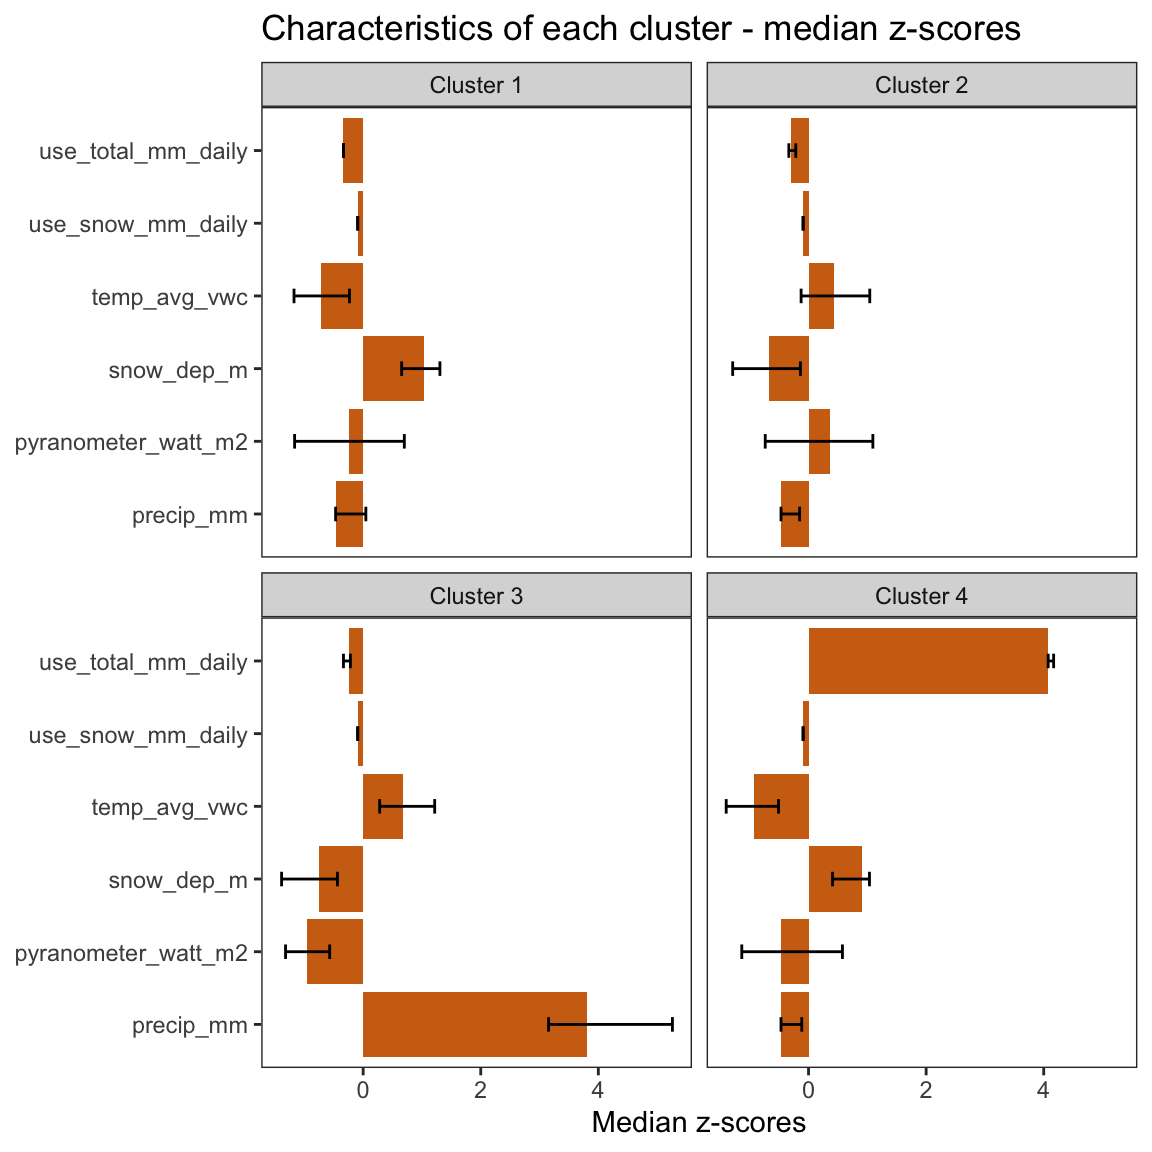 Characteristics of each cluster - median z-scores
Cluster 1
Cluster 2
use_total_mm_daily
use_snow_mm_daily
temp_avg_vwc
snow_dep_m
pyranometer_watt_m2
precip_mm
Cluster 3
Cluster 4
use_total_mm_daily
use_snow_mm_daily
temp_avg_vwc
snow_dep_m
pyranometer_watt_m2
precip_mm
0 2 4 0 2 4
Median z-scores